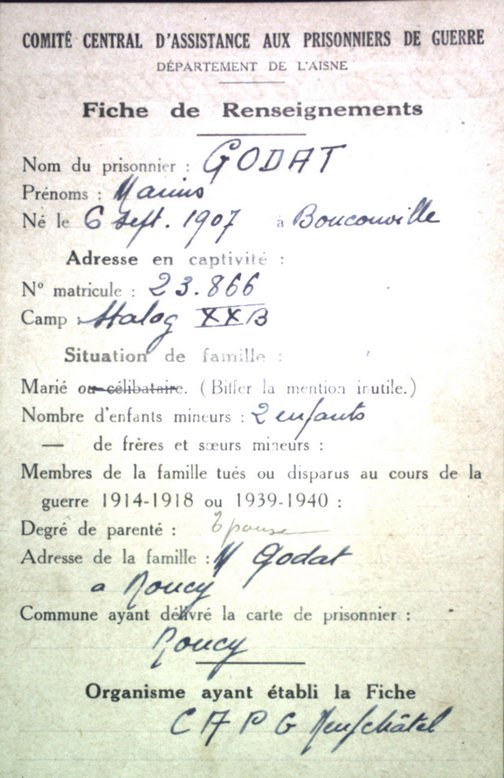 COMITÉ CENTRAL D'ASSISTANCE AUX PRISONNIERS DE GUERRE
DÉPARTEMENT DE L'AISNE
Fiche de Renseignements
Nom du prisonnier : GODAT
Prénoms : Marius
Né le 6 sept. 1907 à Bouconville
Adresse en captivité :
N° matricule : 23.866
Camp : Stalag XXB
Situation de famille :
Marié ou célibataire. (Biffer la mention inutile.)
Nombre d'enfants mineurs : 2 enfants
— de frères et sœurs mineurs :
Membres de la famille tués ou disparus au cours de la
guerre 1914-1918 ou 1939-1940 :
Degré de parenté : Épouse
Adresse de la famille : M Godat
a Roucy
Commune ayant délivré la carte de prisonnier :
Roucy
Organisme ayant établi la Fiche
C A P G Neufchâtel